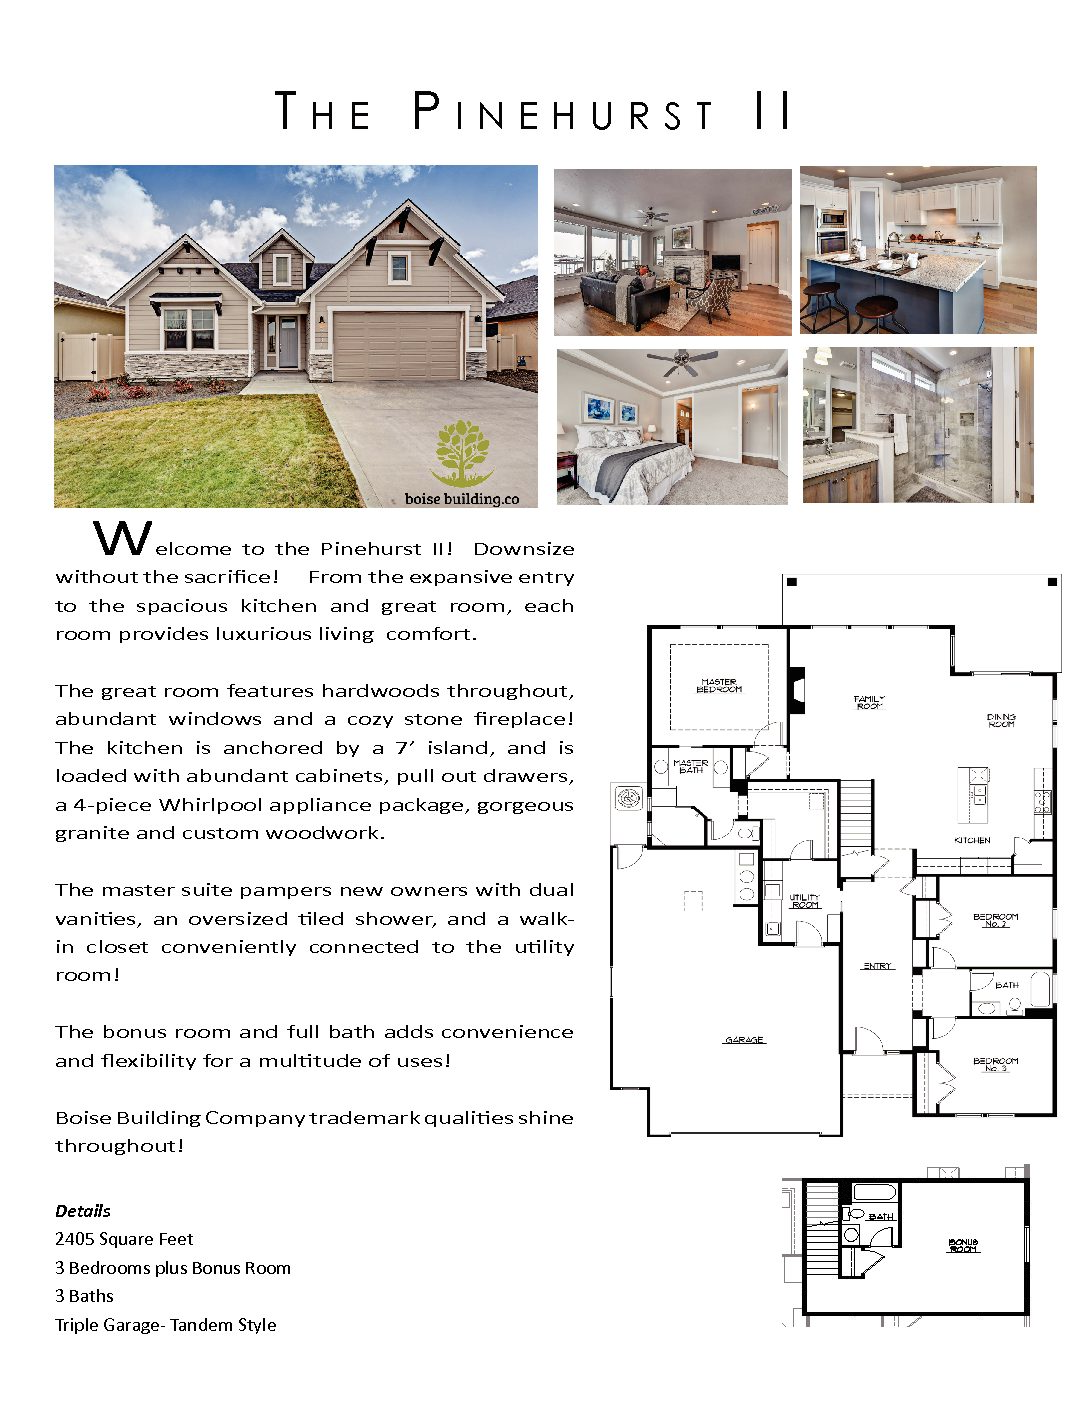 The Pinehurst II
boise building.co
Welcome to the Pinehurst II! Downsize
without the sacrifice! From the expansive entry
to the spacious kitchen and great room, each
room provides luxurious living comfort.
The great room features hardwoods throughout,
abundant windows and a cozy stone fireplace!
The kitchen is anchored by a 7’ island, and is
loaded with abundant cabinets, pull out drawers,
a 4-piece Whirlpool appliance package, gorgeous
granite and custom woodwork.
The master suite pampers new owners with dual
vanities, an oversized tiled shower, and a walk-
in closet conveniently connected to the utility
room!
The bonus room and full bath adds convenience
and flexibility for a multitude of uses!
Boise Building Company trademark qualities shine
throughout!
Details
2405 Square Feet
3 Bedrooms plus Bonus Room
3 Baths
Triple Garage- Tandem Style
MASTER
BEDROOM
FAMILY
ROOM
DINING
ROOM
MASTER
BATH
KITCHEN
UTILITY
ROOM
BEDROOM
No. 2
ENTRY
BATH
GARAGE
BEDROOM
No. 3
BATH
BONUS
ROOM